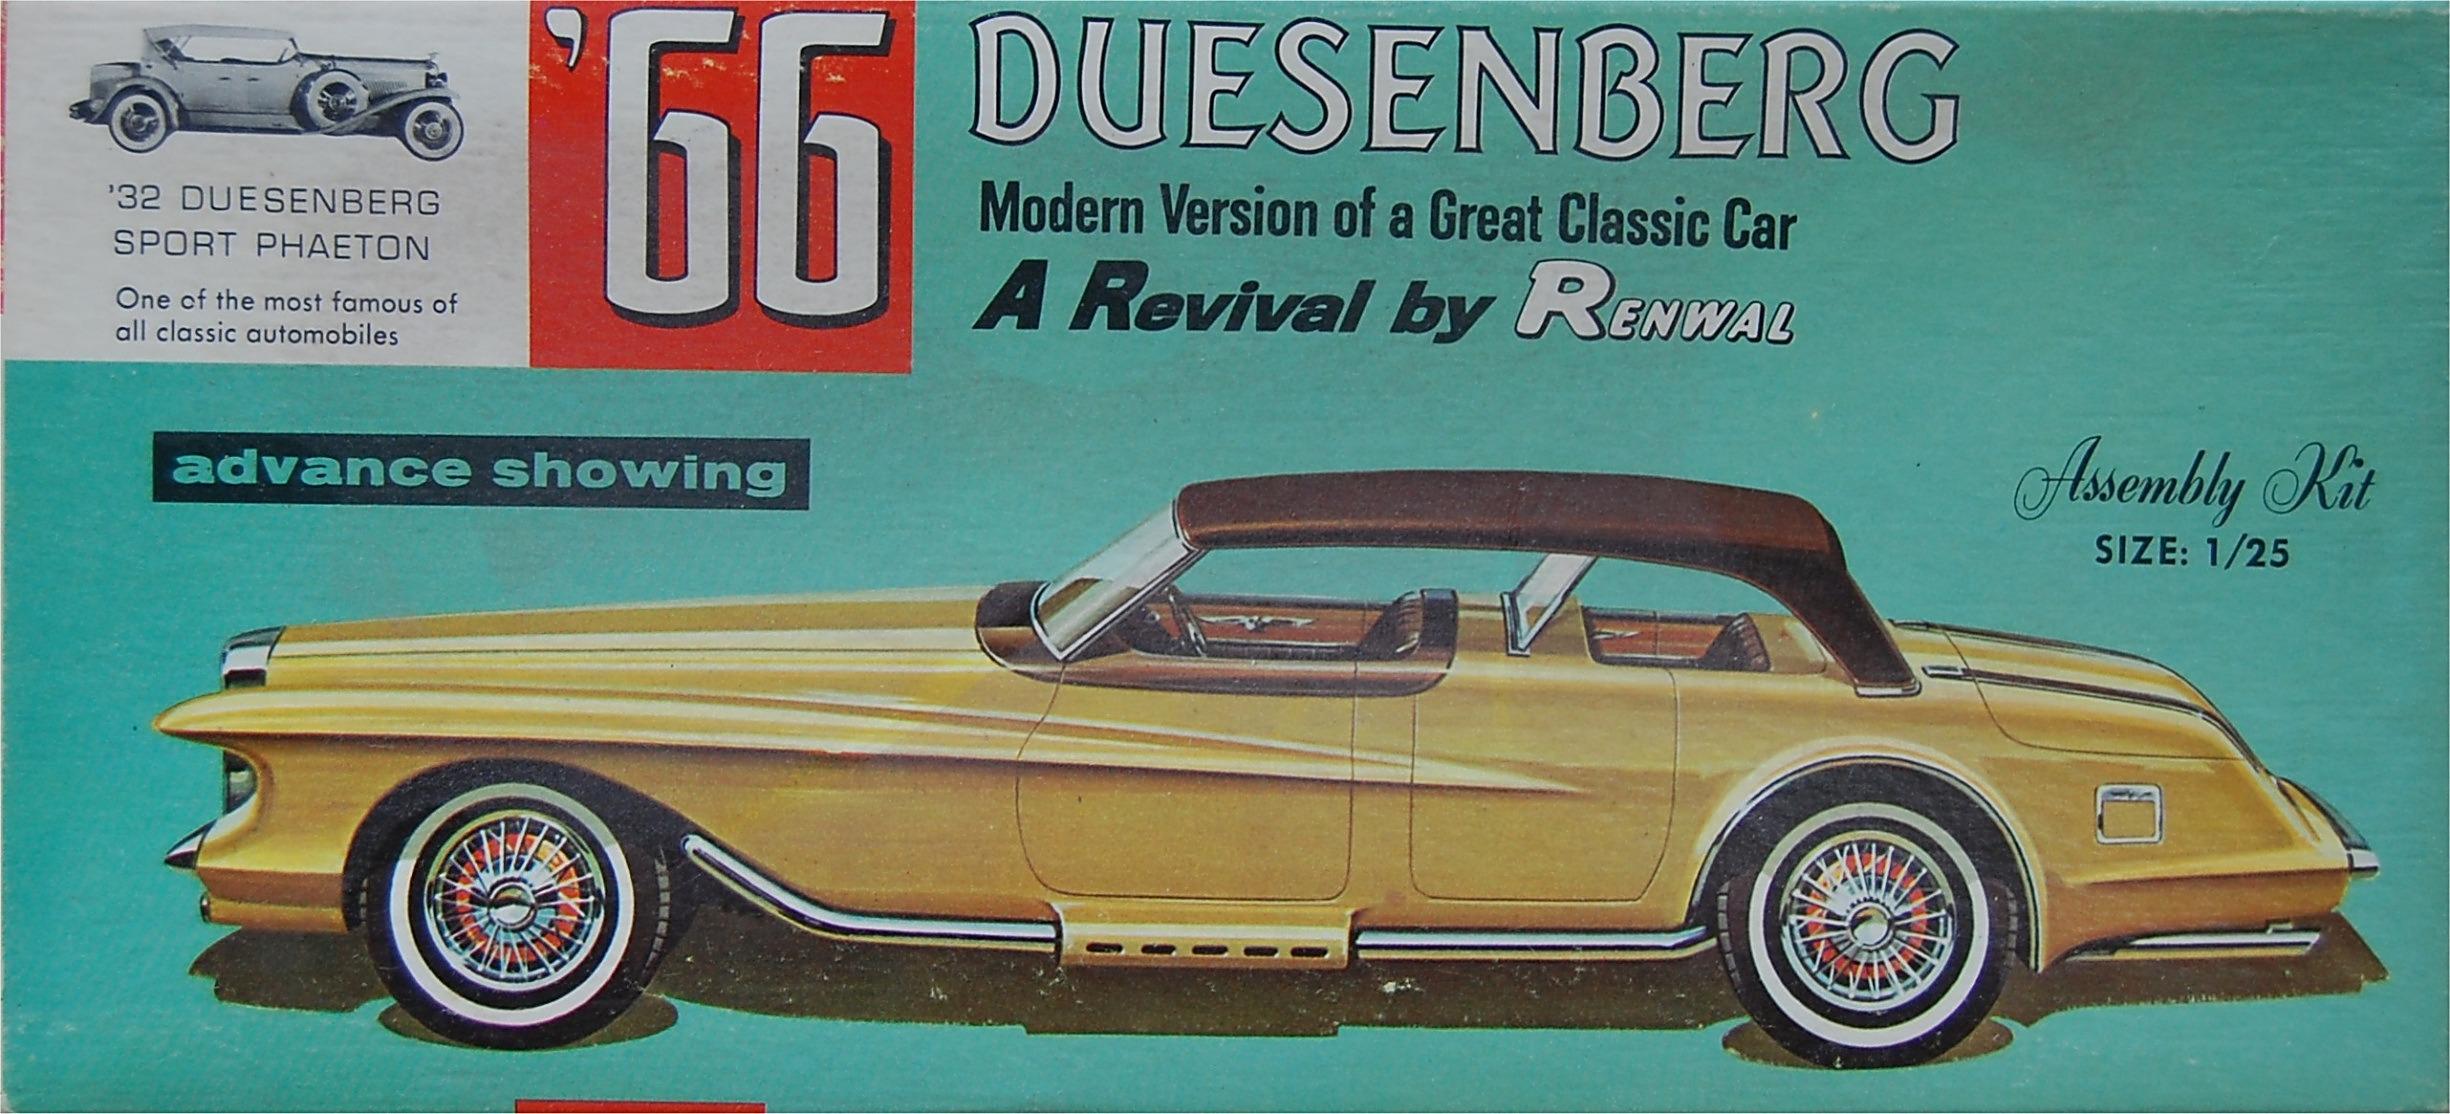 '32 DUESENBERG
SPORT PHAETON
One of the most famous of
all classic automobiles
'66
DUESENBERG
Modern Version of a Great Classic Car
A Revival by RENWAL
advance showing
Assembly Kit
SIZE: 1/25